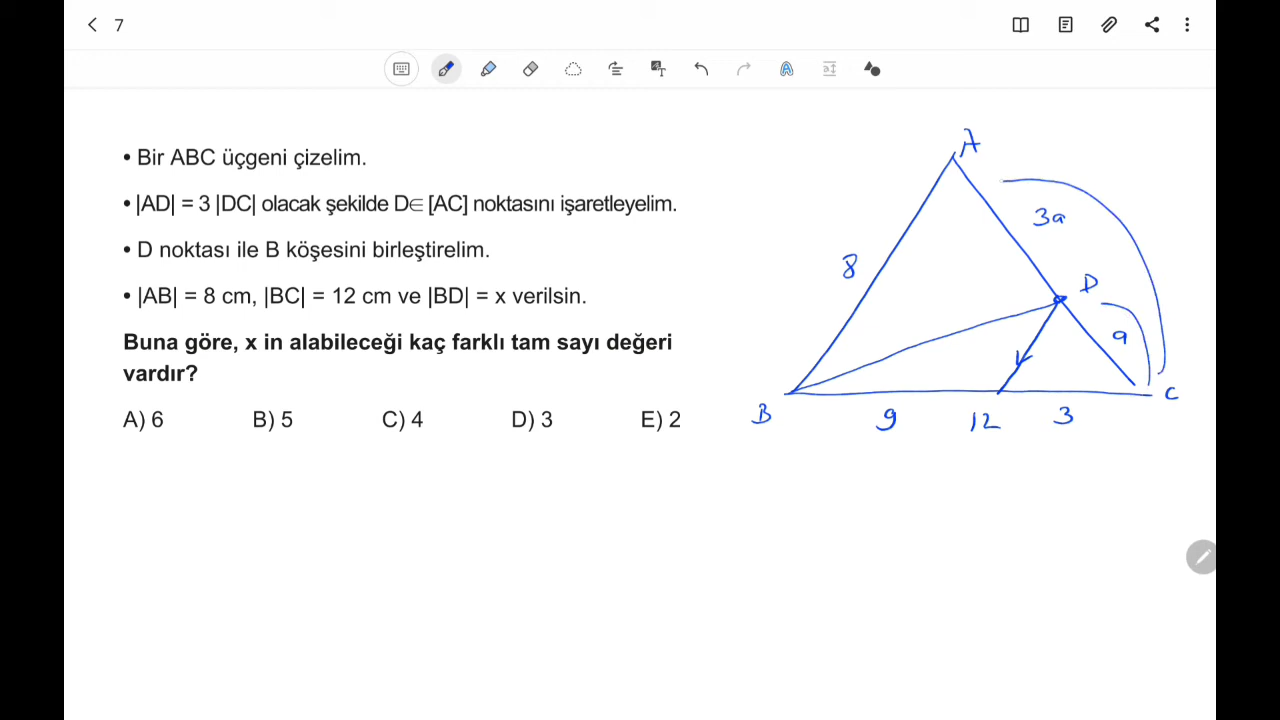 7
• Bir ABC üçgeni çizelim.
• |AD| = 3 |DC| olacak şekilde D∈ [AC] noktasını işaretleyelim.
• D noktası ile B köşesini birleştirelim.
• |AB| = 8 cm, |BC| = 12 cm ve |BD| = x verilsin.
Buna göre, x in alabileceği kaç farklı tam sayı değeri
vardır?
A) 6 B) 5 C) 4 D) 3 E) 2
A
3a
8
D
a
B 9 12 3 C